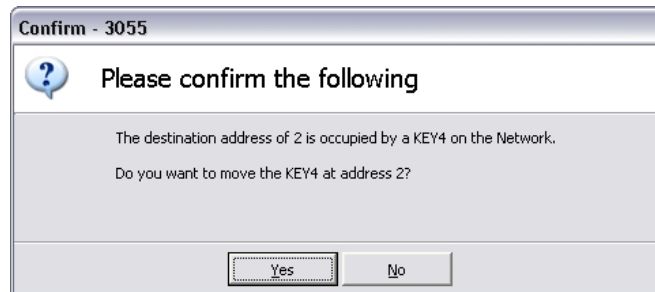 Confirm - 3055
Please confirm the following
The destination address of 2 is occupied by a KEY4 on the Network.
Do you want to move the KEY4 at address 2?
Yes
No